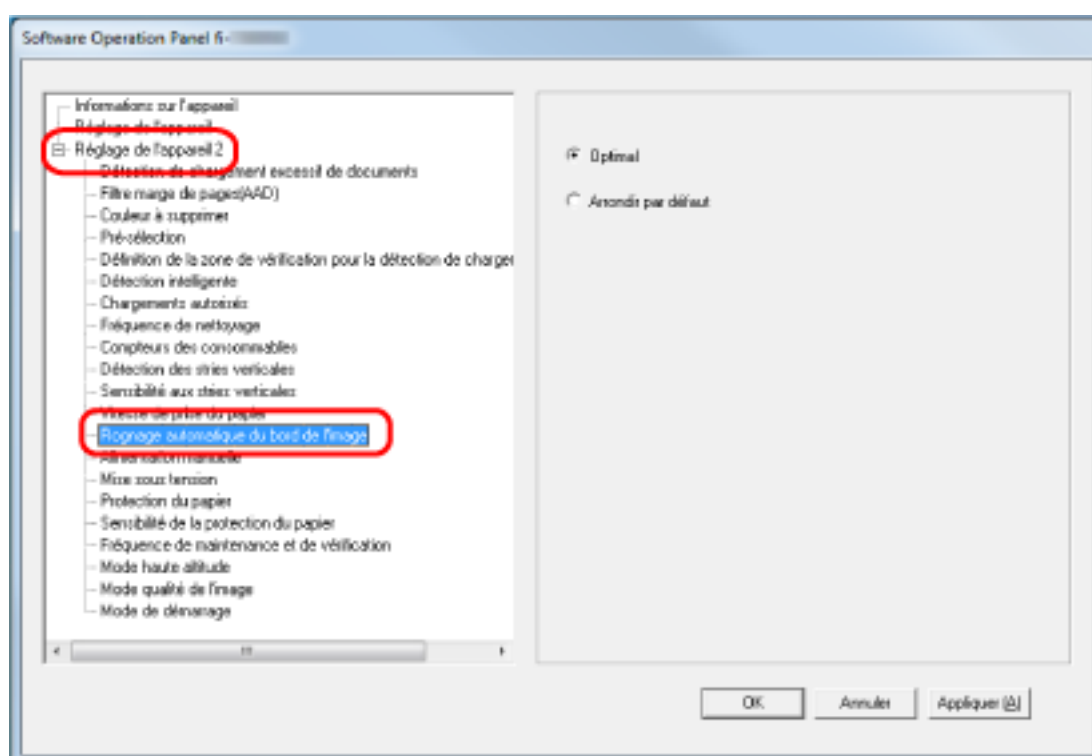 Software Operation Panel fi-
Informations sur l'appareil
Réglage de l'appareil
Réglage de l'appareil 2
Détection de chargement excessif de documents
Filtre marge de pages(AAD)
Couleur à supprimer
Pré-sélection
Définition de la zone de vérification pour la détection de charger
Détection intelligente
Chargements autorisés
Fréquence de nettoyage
Compteurs des consommables
Détection des stries verticales
Sensibilité aux stries verticales
Vitesse de prise du papier
Rognage automatique du bord de l'image
Alimentation manuelle
Mise sous tension
Protection du papier
Sensibilité de la protection du papier
Fréquence de maintenance et de vérification
Mode haute altitude
Mode qualité de l'image
Mode de démarrage
Optimal
Arrondir par défaut
OK
Annuler
Appliquer (A)